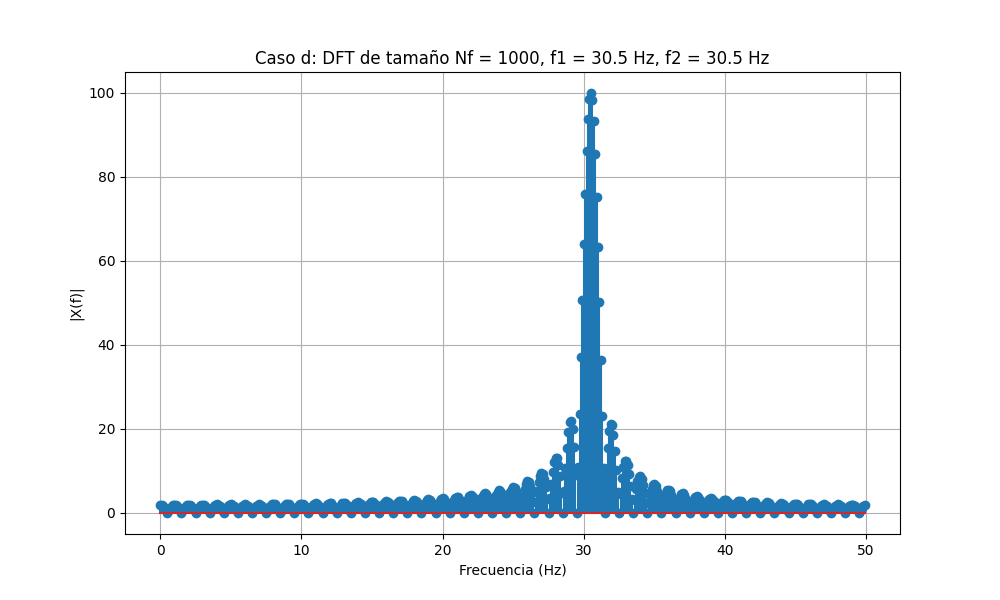 Caso d: DFT de tamaño Nf = 1000, f1 = 30.5 Hz, f2 = 30.5 Hz
100
80
60
40
20
0
|X(f)|
0 10 20 30 40 50
Frecuencia (Hz)